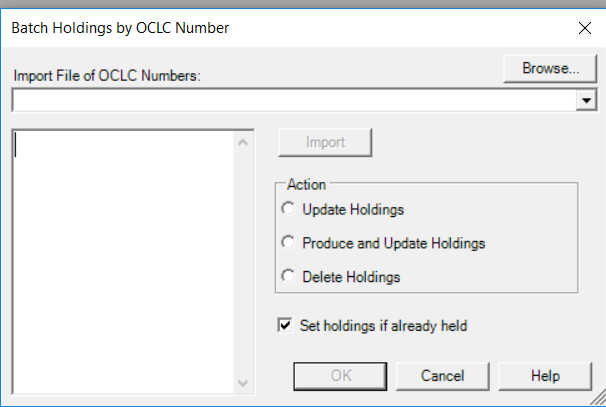 Batch Holdings by OCLC Number
Browse...
Import File of OCLC Numbers:
Import
Action
Update Holdings
Produce and Update Holdings
Delete Holdings
Set holdings if already held
OK Cancel Help